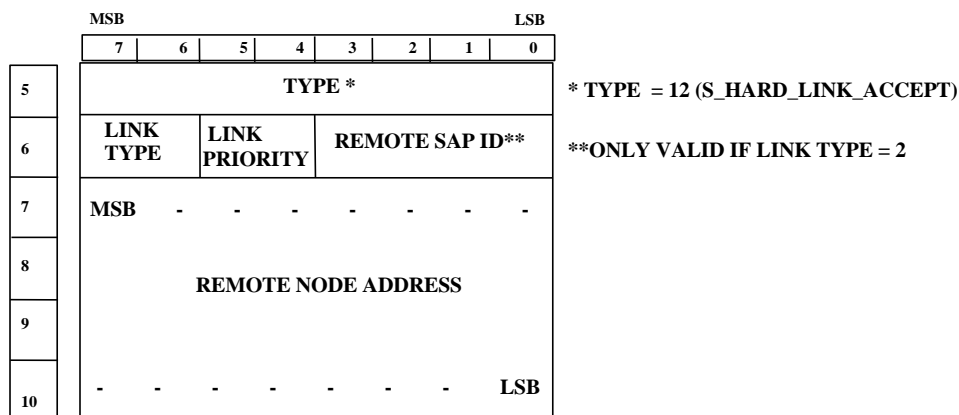 MSB LSB
7 6 5 4 3 2 1 0
5 TYPE * * TYPE = 12 (S_HARD_LINK_ACCEPT)
6 LINK TYPE LINK PRIORITY REMOTE SAP ID** **ONLY VALID IF LINK TYPE = 2
7 MSB - - - - - - -
8
REMOTE NODE ADDRESS
9
10 - - - - - - - LSB